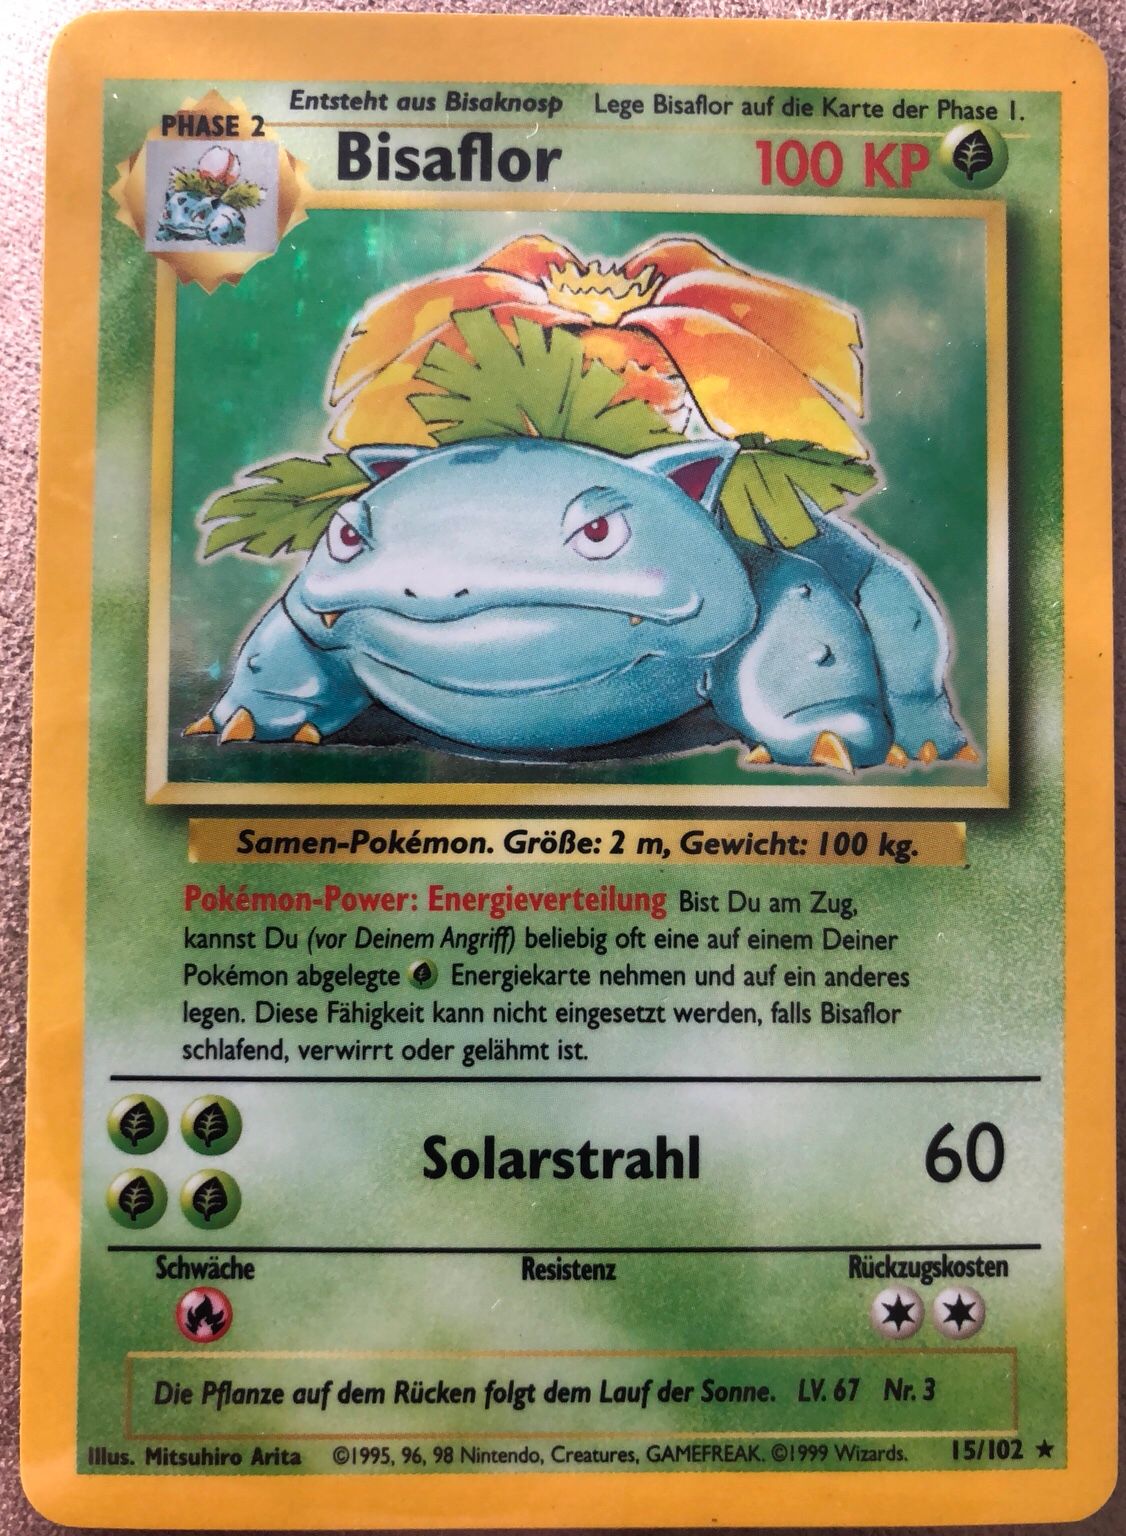 Entsteht aus Bisaknosp Lege Bisaflor auf die Karte der Phase 1.
PHASE 2
Bisaflor 100 KP
Samen-Pokémon. Größe: 2 m, Gewicht: 100 kg.
Pokémon-Power: Energieverteilung Bist Du am Zug,
kannst Du (vor Deinem Angriff) beliebig oft eine auf einem Deiner
Pokémon abgelegte Energiekarte nehmen und auf ein anderes
legen. Diese Fähigkeit kann nicht eingesetzt werden, falls Bisaflor
schlafend, verwirrt oder gelähmt ist.
Solarstrahl 60
Schwäche Resistenz Rückzugskosten
Die Pflanze auf dem Rücken folgt dem Lauf der Sonne. LV. 67 Nr. 3
Illus. Mitsuhiro Arita ©1995, 96, 98 Nintendo, Creatures, GAMEFREAK. ©1999 Wizards. 15/102 ★